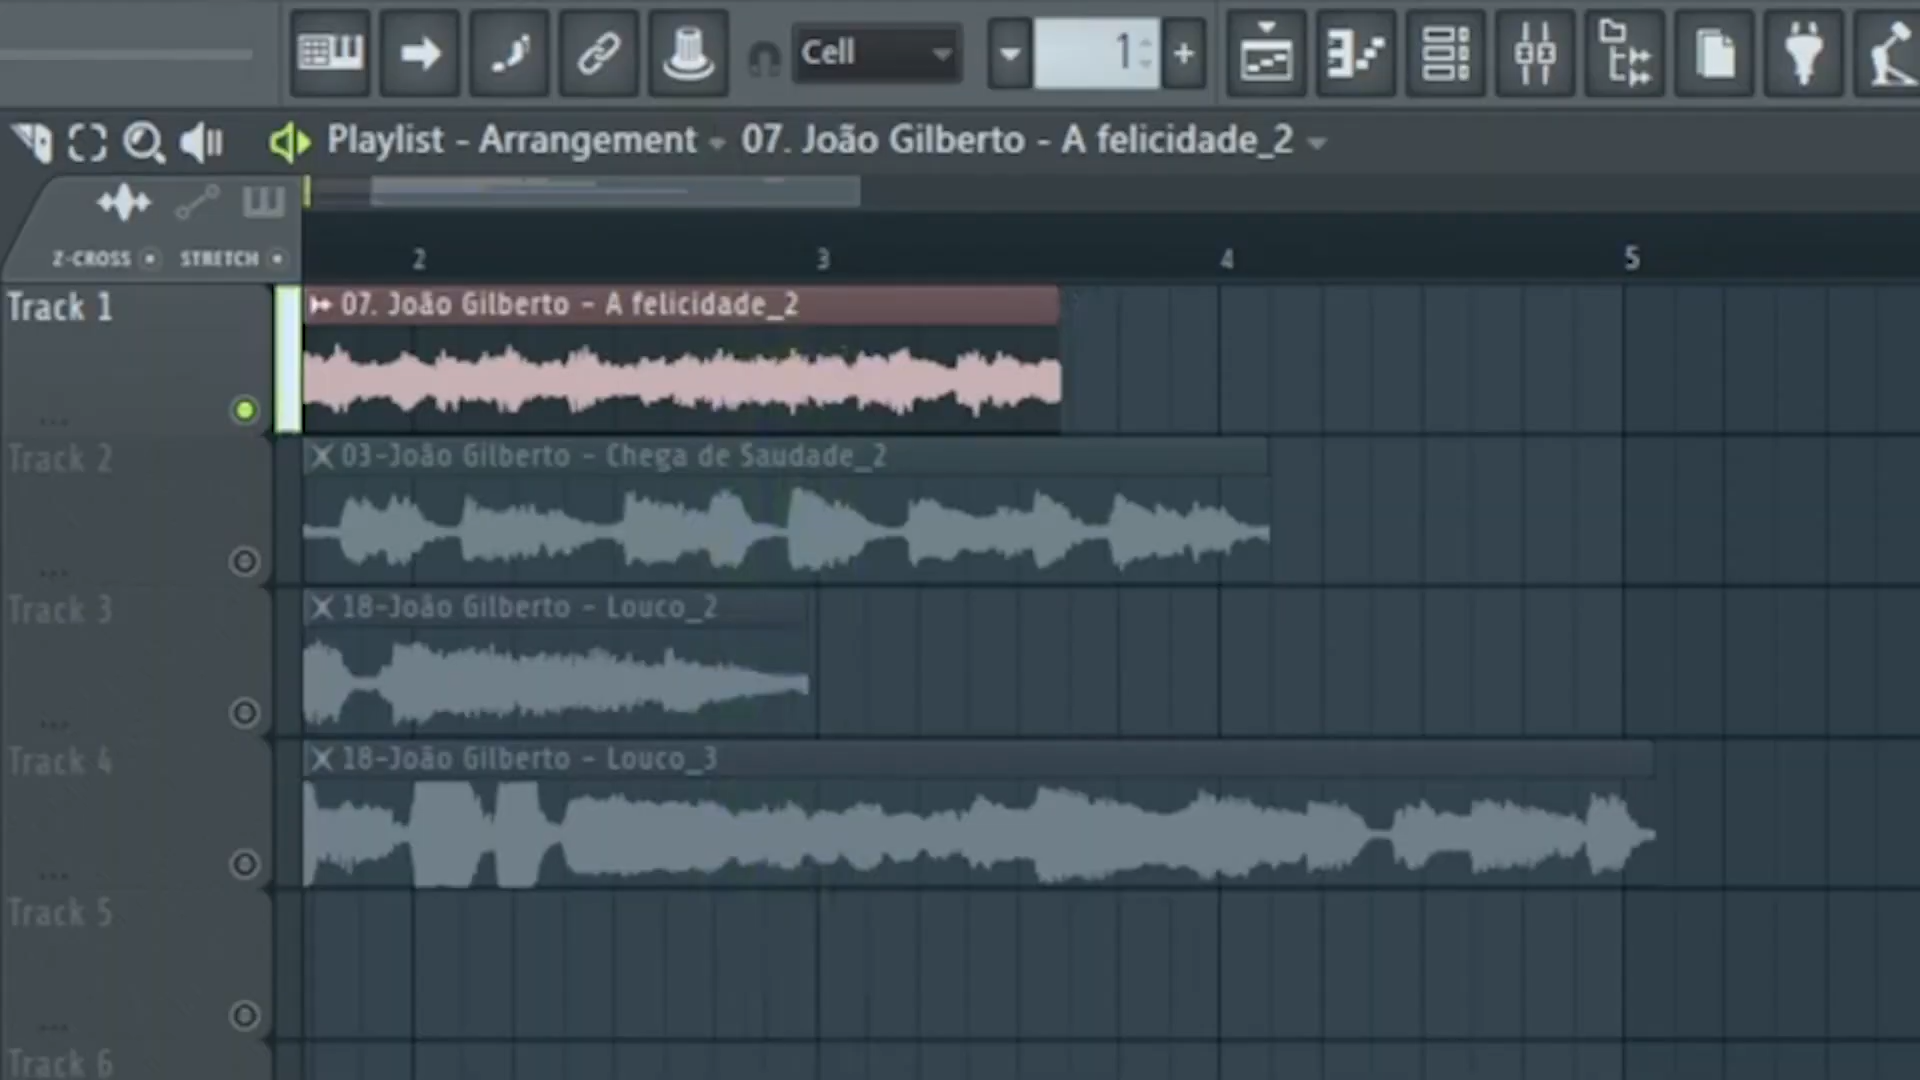 Cell
1
+
Playlist - Arrangement 07. João Gilberto - A felicidade_2
Z-CROSS STRETCH
2 3 4 5
Track 1
07. João Gilberto - A felicidade_2
Track 2
03-João Gilberto - Chega de Saudade_2
Track 3
18-João Gilberto - Louco_2
Track 4
18-João Gilberto - Louco_3
Track 5
Track 6